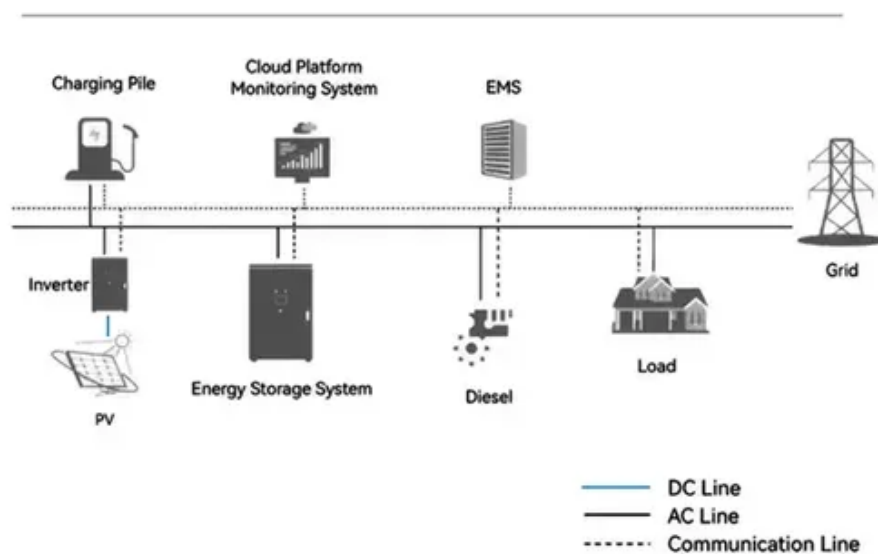 Charging Pile
Cloud Platform
Monitoring System
EMS
Grid
Inverter
PV
Energy Storage System
Diesel
Load
DC Line
AC Line
Communication Line